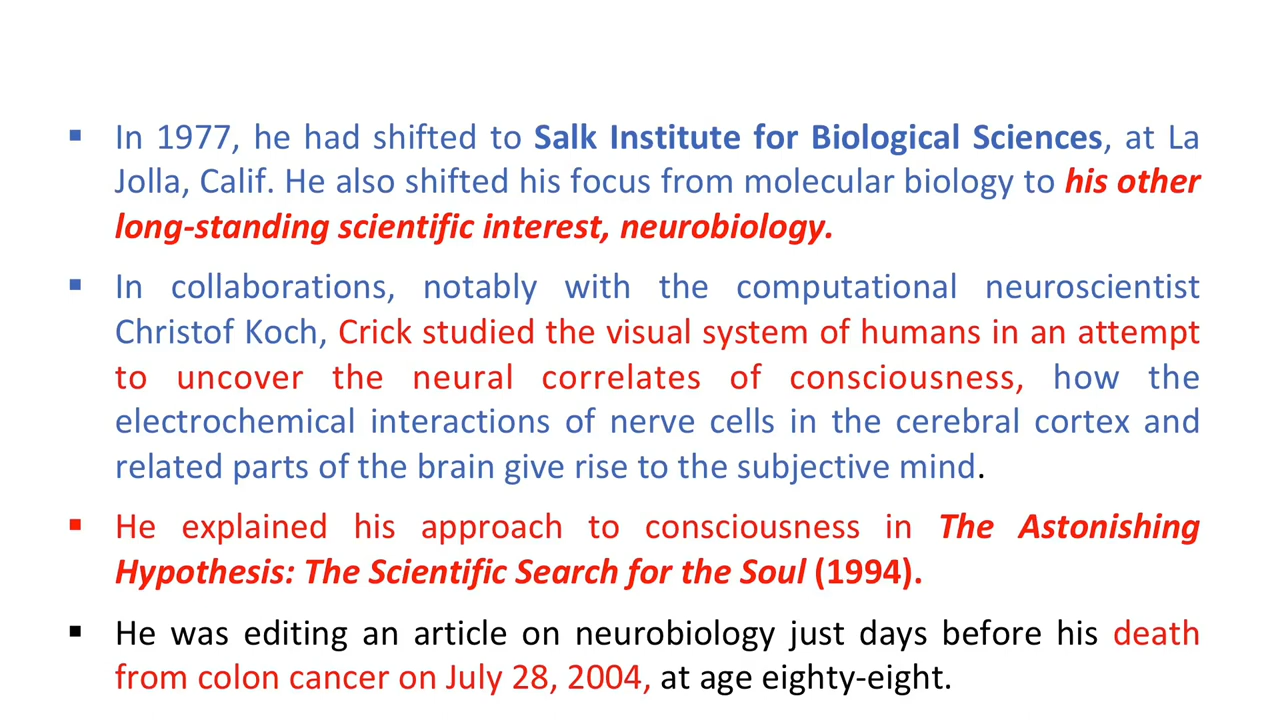 ▪ In 1977, he had shifted to Salk Institute for Biological Sciences, at La
Jolla, Calif. He also shifted his focus from molecular biology to his other
long-standing scientific interest, neurobiology.
▪ In collaborations, notably with the computational neuroscientist
Christof Koch, Crick studied the visual system of humans in an attempt
to uncover the neural correlates of consciousness, how the
electrochemical interactions of nerve cells in the cerebral cortex and
related parts of the brain give rise to the subjective mind.
▪ He explained his approach to consciousness in The Astonishing
Hypothesis: The Scientific Search for the Soul (1994).
▪ He was editing an article on neurobiology just days before his death
from colon cancer on July 28, 2004, at age eighty-eight.